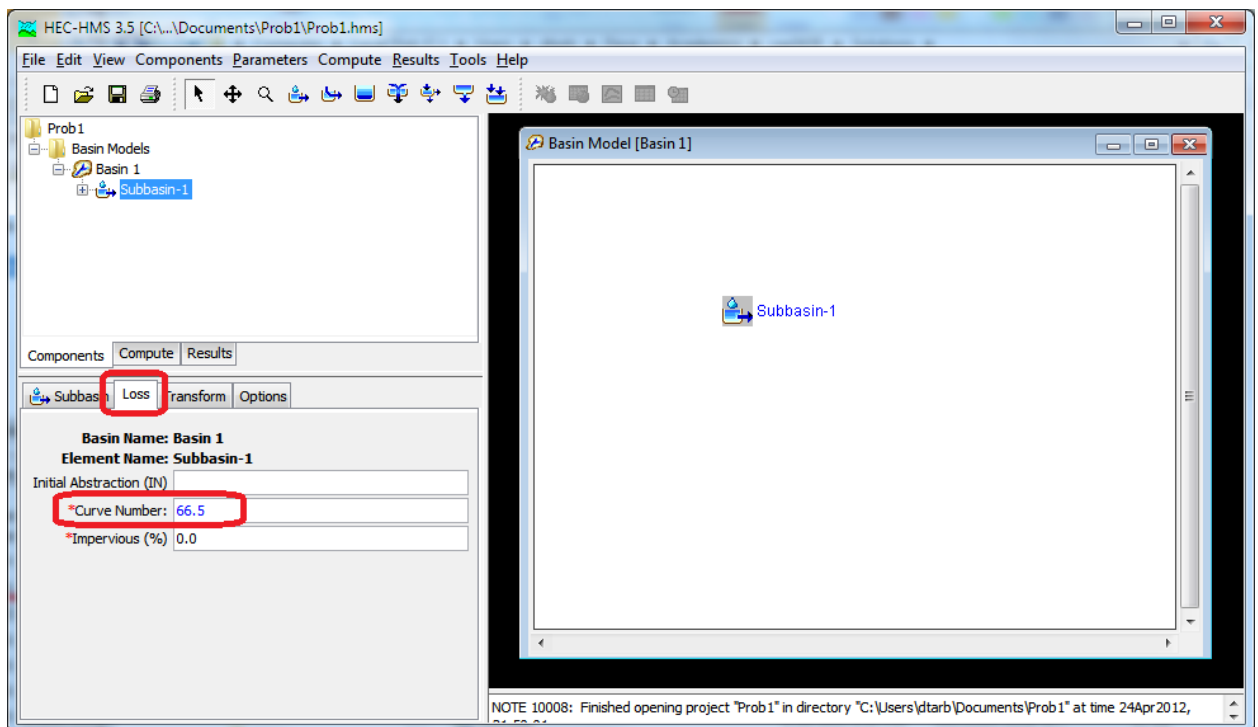 HEC-HMS 3.5 [C:\...\Documents\Prob1\Prob1.hms]
File Edit View Components Parameters Compute Results Tools Help
Prob1
Basin Models
Basin 1
Subbasin-1
Components Compute Results
Subbasin Loss Transform Options
Basin Name: Basin 1
Element Name: Subbasin-1
Initial Abstraction (IN)
*Curve Number: 66.5
*Impervious (%) 0.0
Basin Model [Basin 1]
Subbasin-1
NOTE 10008: Finished opening project "Prob1" in directory "C:\Users\dtarb\Documents\Prob1" at time 24Apr2012,